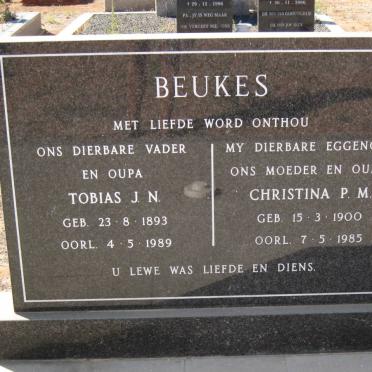 BEUKES
MET LIEFDE WORD ONTHOU
ONS DIERBARE VADER
EN OUPA
TOBIAS J. N.
GEB. 23 · 8 · 1893
OORL. 4 · 5 · 1989
MY DIERBARE EGGENO
ONS MOEDER EN OU
CHRISTINA P. M.
GEB. 15 · 3 · 1900
OORL. 7 · 5 · 1985
U LEWE WAS LIEFDE EN DIENS.